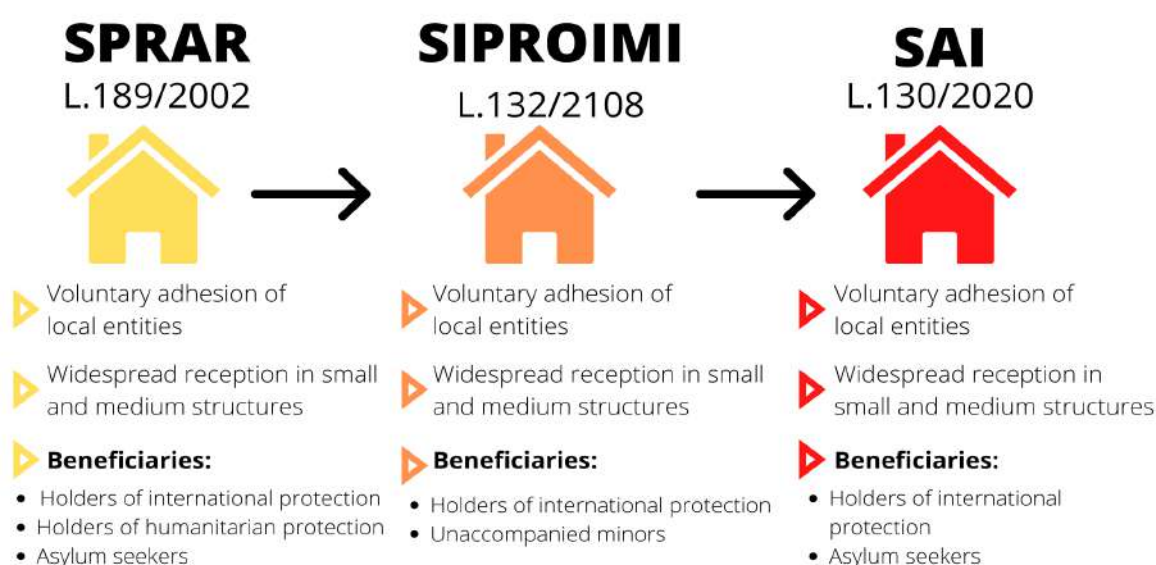 SPRAR
L.189/2002
Voluntary adhesion of
local entities
Widespread reception in small
and medium structures
Beneficiaries:
• Holders of international protection
• Holders of humanitarian protection
• Asylum seekers
SIPROIMI
L.132/2108
Voluntary adhesion of
local entities
Widespread reception in small
and medium structures
Beneficiaries:
• Holders of international protection
• Unaccompanied minors
SAI
L.130/2020
Voluntary adhesion of
local entities
Widespread reception in
small and medium structures
Beneficiaries:
• Holders of international
protection
• Asylum seekers